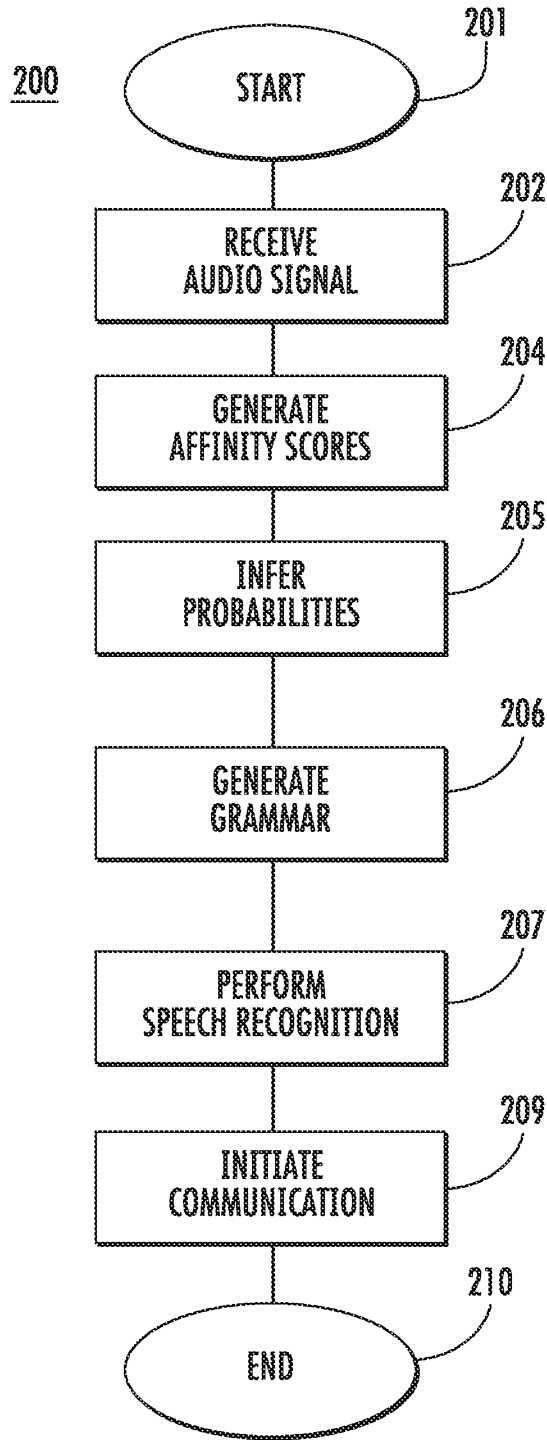 200
201
START
202
RECEIVE
AUDIO SIGNAL
204
GENERATE
AFFINITY SCORES
205
INFER
PROBABILITIES
206
GENERATE
GRAMMAR
207
PERFORM
SPEECH RECOGNITION
209
INITIATE
COMMUNICATION
210
END